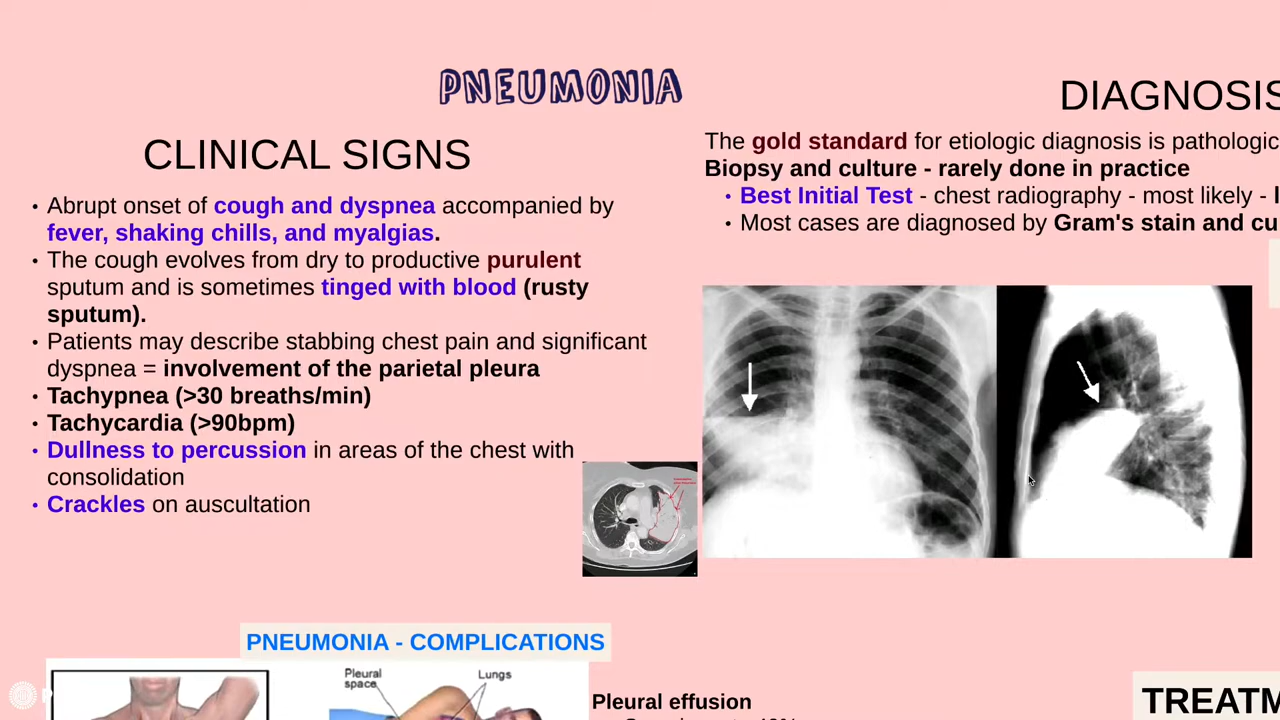 PNEUMONIA
CLINICAL SIGNS
• Abrupt onset of cough and dyspnea accompanied by
fever, shaking chills, and myalgias.
• The cough evolves from dry to productive purulent
sputum and is sometimes tinged with blood (rusty
sputum).
• Patients may describe stabbing chest pain and significant
dyspnea = involvement of the parietal pleura
• Tachypnea (>30 breaths/min)
• Tachycardia (>90bpm)
• Dullness to percussion in areas of the chest with
consolidation
• Crackles on auscultation
DIAGNOSIS
The gold standard for etiologic diagnosis is pathologic
Biopsy and culture - rarely done in practice
• Best Initial Test - chest radiography - most likely -
• Most cases are diagnosed by Gram's stain and cu
PNEUMONIA - COMPLICATIONS
Pleural
space
Lungs
Pleural effusion
TREATM